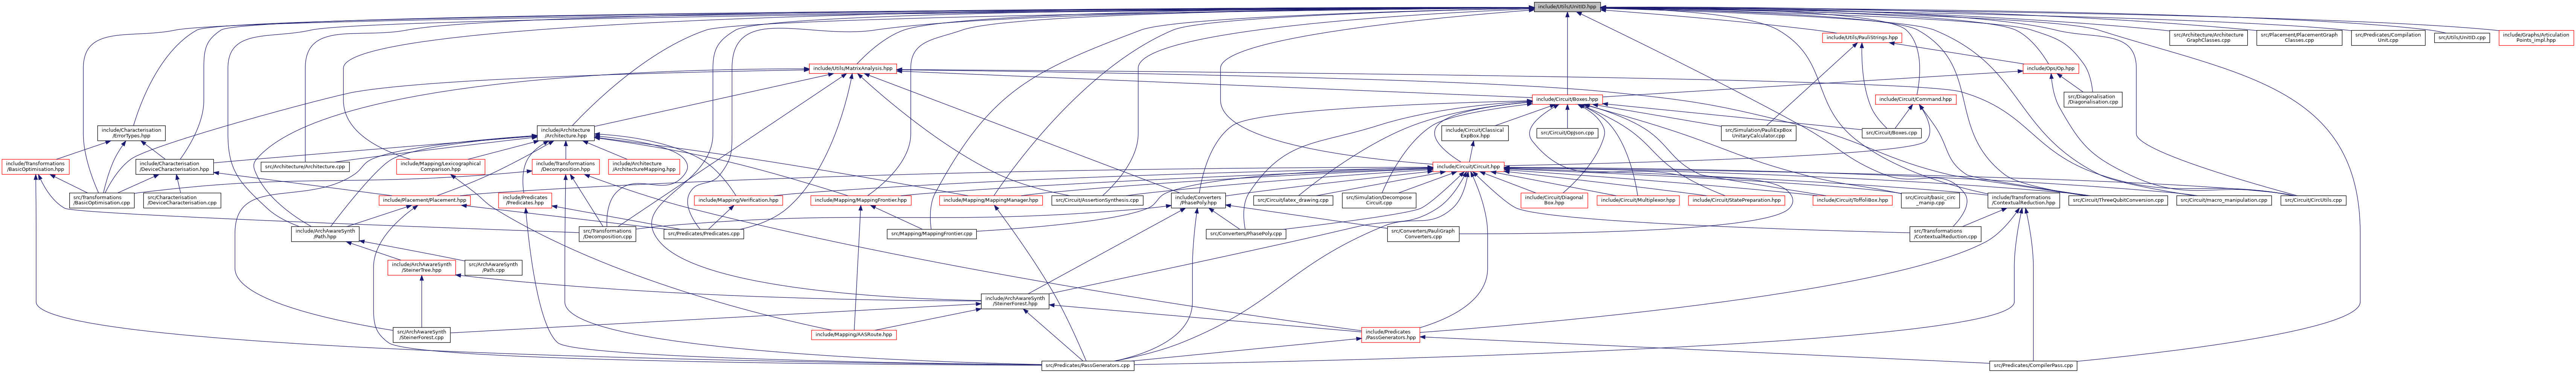 include/Utils/UnitID.hpp
include/Utils/PauliStrings.hpp
src/Architecture/Architecture
GraphClasses.cpp
src/Placement/PlacementGraph
Classes.cpp
src/Predicates/Compilation
Unit.cpp
src/Utils/UnitID.cpp
include/Graphs/Articulation
Points_impl.hpp
include/Utils/MatrixAnalysis.hpp
include/Ops/Op.hpp
include/Circuit/Boxes.hpp
include/Circuit/Command.hpp
src/Diagonalisation
/Diagonalisation.cpp
include/Characterisation
/ErrorTypes.hpp
include/Architecture
/Architecture.hpp
include/Circuit/Classical
ExpBox.hpp
src/Circuit/OpJson.cpp
src/Simulation/PauliExpBox
UnitaryCalculator.cpp
src/Circuit/Boxes.cpp
include/Transformations
/BasicOptimisation.hpp
include/Characterisation
/DeviceCharacterisation.hpp
src/Architecture/Architecture.cpp
include/Mapping/Lexicographical
Comparison.hpp
include/Transformations
/Decomposition.hpp
include/Architecture
/ArchitectureMapping.hpp
include/Circuit/Circuit.hpp
src/Transformations
/BasicOptimisation.cpp
src/Characterisation
/DeviceCharacterisation.cpp
include/Placement/Placement.hpp
include/Predicates
/Predicates.hpp
include/Mapping/Verification.hpp
include/Mapping/MappingFrontier.hpp
include/Mapping/MappingManager.hpp
src/Circuit/AssertionSynthesis.cpp
include/Converters
/PhasePoly.hpp
src/Circuit/latex_drawing.cpp
src/Simulation/Decompose
Circuit.cpp
include/Circuit/Diagonal
Box.hpp
include/Circuit/Multiplexor.hpp
include/Circuit/StatePreparation.hpp
include/Circuit/ToffoliBox.hpp
src/Circuit/basic_circ
_manip.cpp
include/Transformations
/ContextualReduction.hpp
src/Circuit/ThreeQubitConversion.cpp
src/Circuit/macro_manipulation.cpp
src/Circuit/CircUtils.cpp
include/ArchAwareSynth
/Path.hpp
src/Transformations
/Decomposition.cpp
src/Predicates/Predicates.cpp
src/Mapping/MappingFrontier.cpp
src/Converters/PhasePoly.cpp
src/Converters/PauliGraph
Converters.cpp
src/Transformations
/ContextualReduction.cpp
include/ArchAwareSynth
/SteinerTree.hpp
src/ArchAwareSynth
/Path.cpp
include/ArchAwareSynth
/SteinerForest.hpp
src/ArchAwareSynth
/SteinerForest.cpp
include/Mapping/AASRoute.hpp
include/Predicates
/PassGenerators.hpp
src/Predicates/PassGenerators.cpp
src/Predicates/CompilerPass.cpp